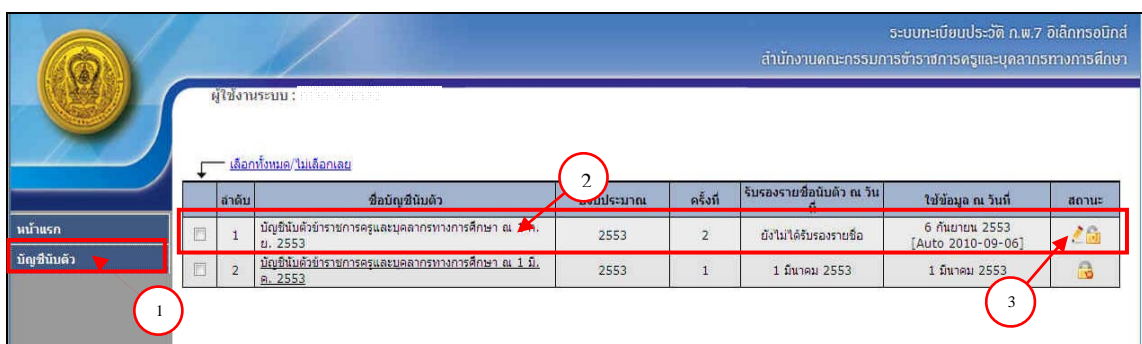 ระบบทะเบียนประวัติ ก.พ.7 อิเล็กทรอนิกส์
สำนักงานคณะกรรมการข้าราชการครูและบุคลากรทางการศึกษา
ผู้ใช้งานระบบ :
เลือกทั้งหมด/ไม่เลือกเลย
2
ลำดับ ชื่อบัญชีนับตัว งบประมาณ ครั้งที่ รับรองรายชื่อนับตัว ณ วันที่ ใช้ข้อมูล ณ วันที่ สถานะ
หน้าแรก
1 บัญชีนับตัวข้าราชการครูและบุคลากรทางการศึกษา ณ ก.
ย. 2553 2553 2 ยังไม่ได้รับรองรายชื่อ 6 กันยายน 2553
[Auto 2010-09-06]
บัญชีนับตัว
2 บัญชีนับตัวข้าราชการครูและบุคลากรทางการศึกษา ณ 1 มี.
ค. 2553 2553 1 1 มีนาคม 2553 1 มีนาคม 2553
1
3